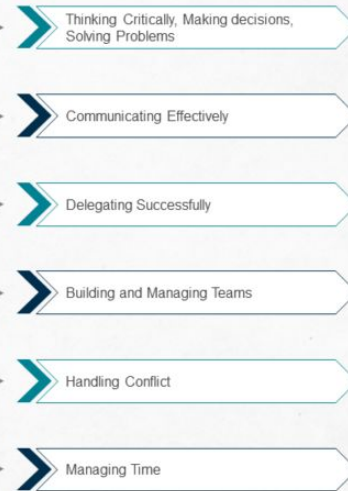 Thinking Critically, Making decisions,
Solving Problems
Communicating Effectively
Delegating Successfully
Building and Managing Teams
Handling Conflict
Managing Time